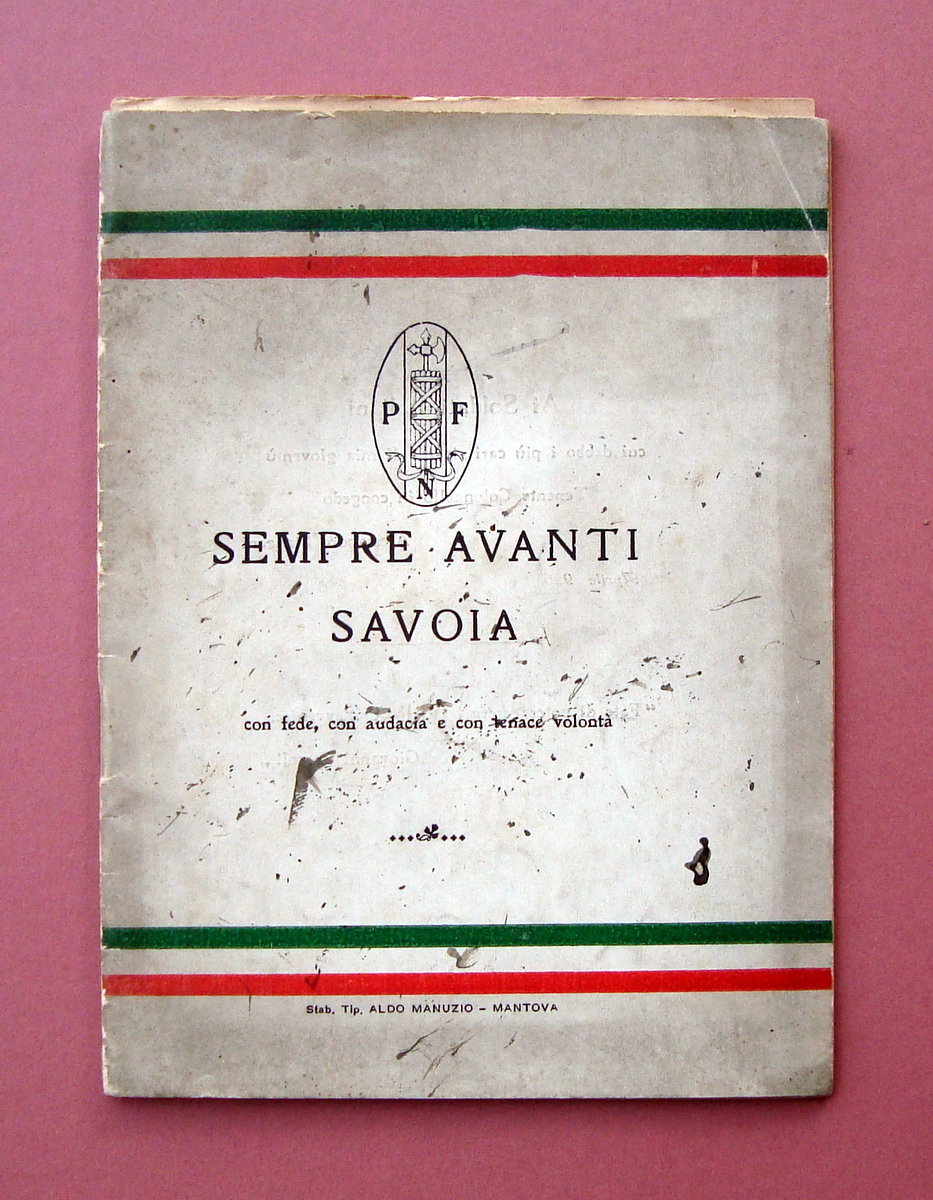 P F
N
SEMPRE AVANTI
SAVOIA
con fede, con audacia e con tenace volontà
Stab. Tip. ALDO MANUZIO – MANTOVA